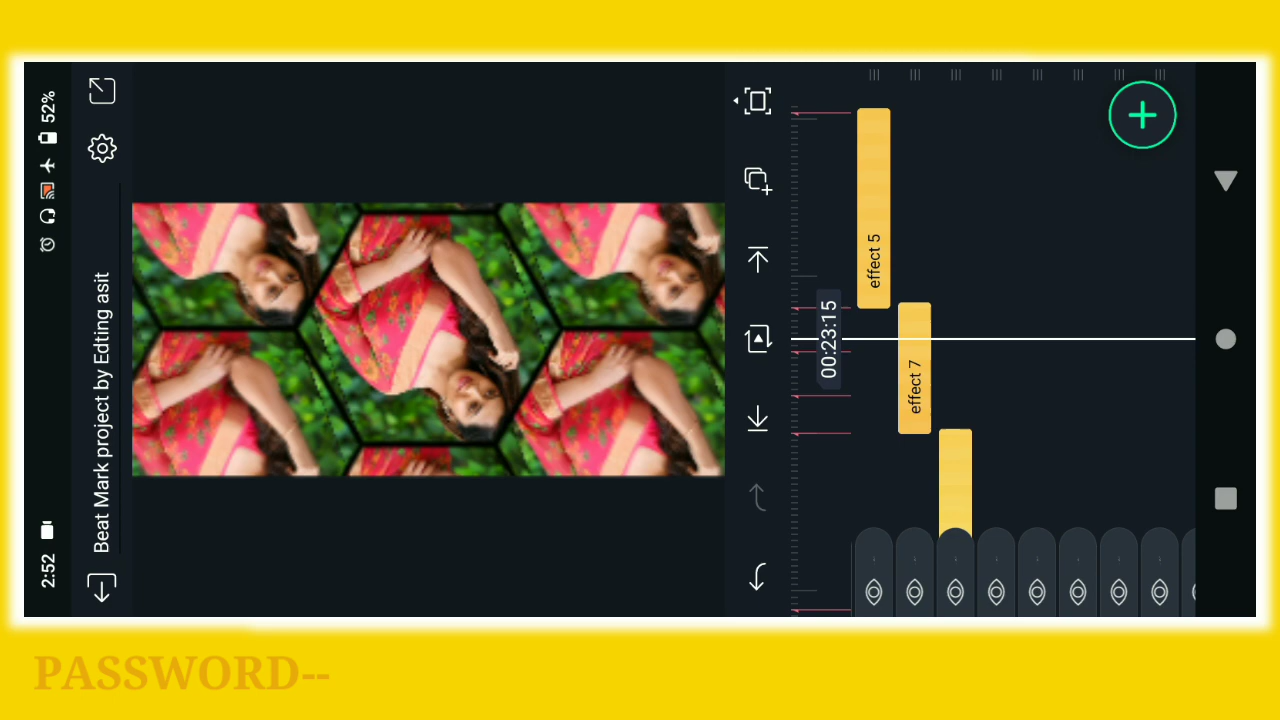 2:52
52%
Beat Mark project by Edting asit
00:23:15
effect 5
effect 7
PASSWORD--